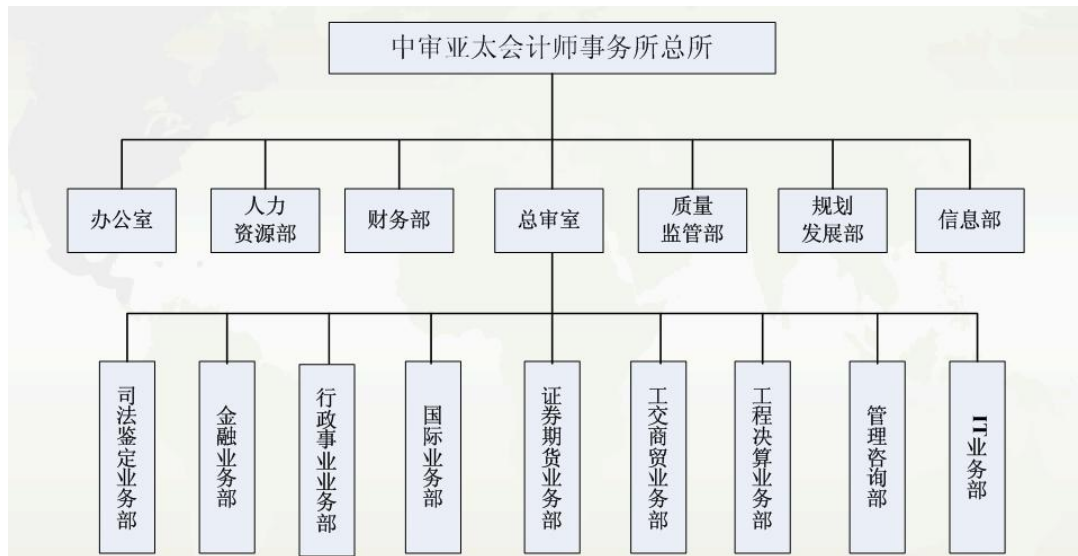 中审亚太会计师事务所总所
办公室
人力
资源部
财务部
总审室
质量
监管部
规划
发展部
信息部
司法鉴定业务部
金融业务部
行政事业业务部
国际业务部
证券期货业务部
工交商贸业务部
工程决算业务部
管理咨询部
IT业务部